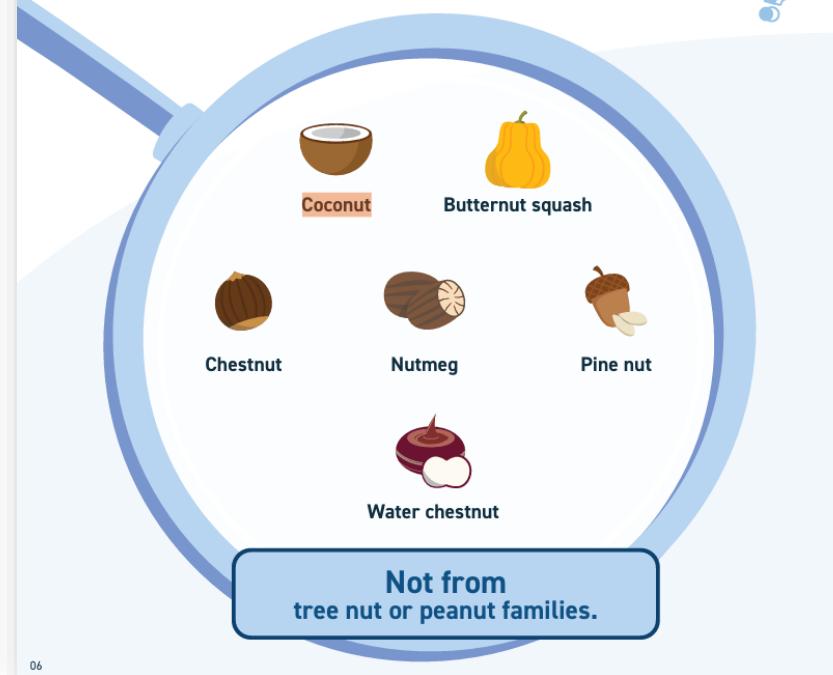 Coconut
Butternut squash
Chestnut
Nutmeg
Pine nut
Water chestnut
Not from
tree nut or peanut families.
06